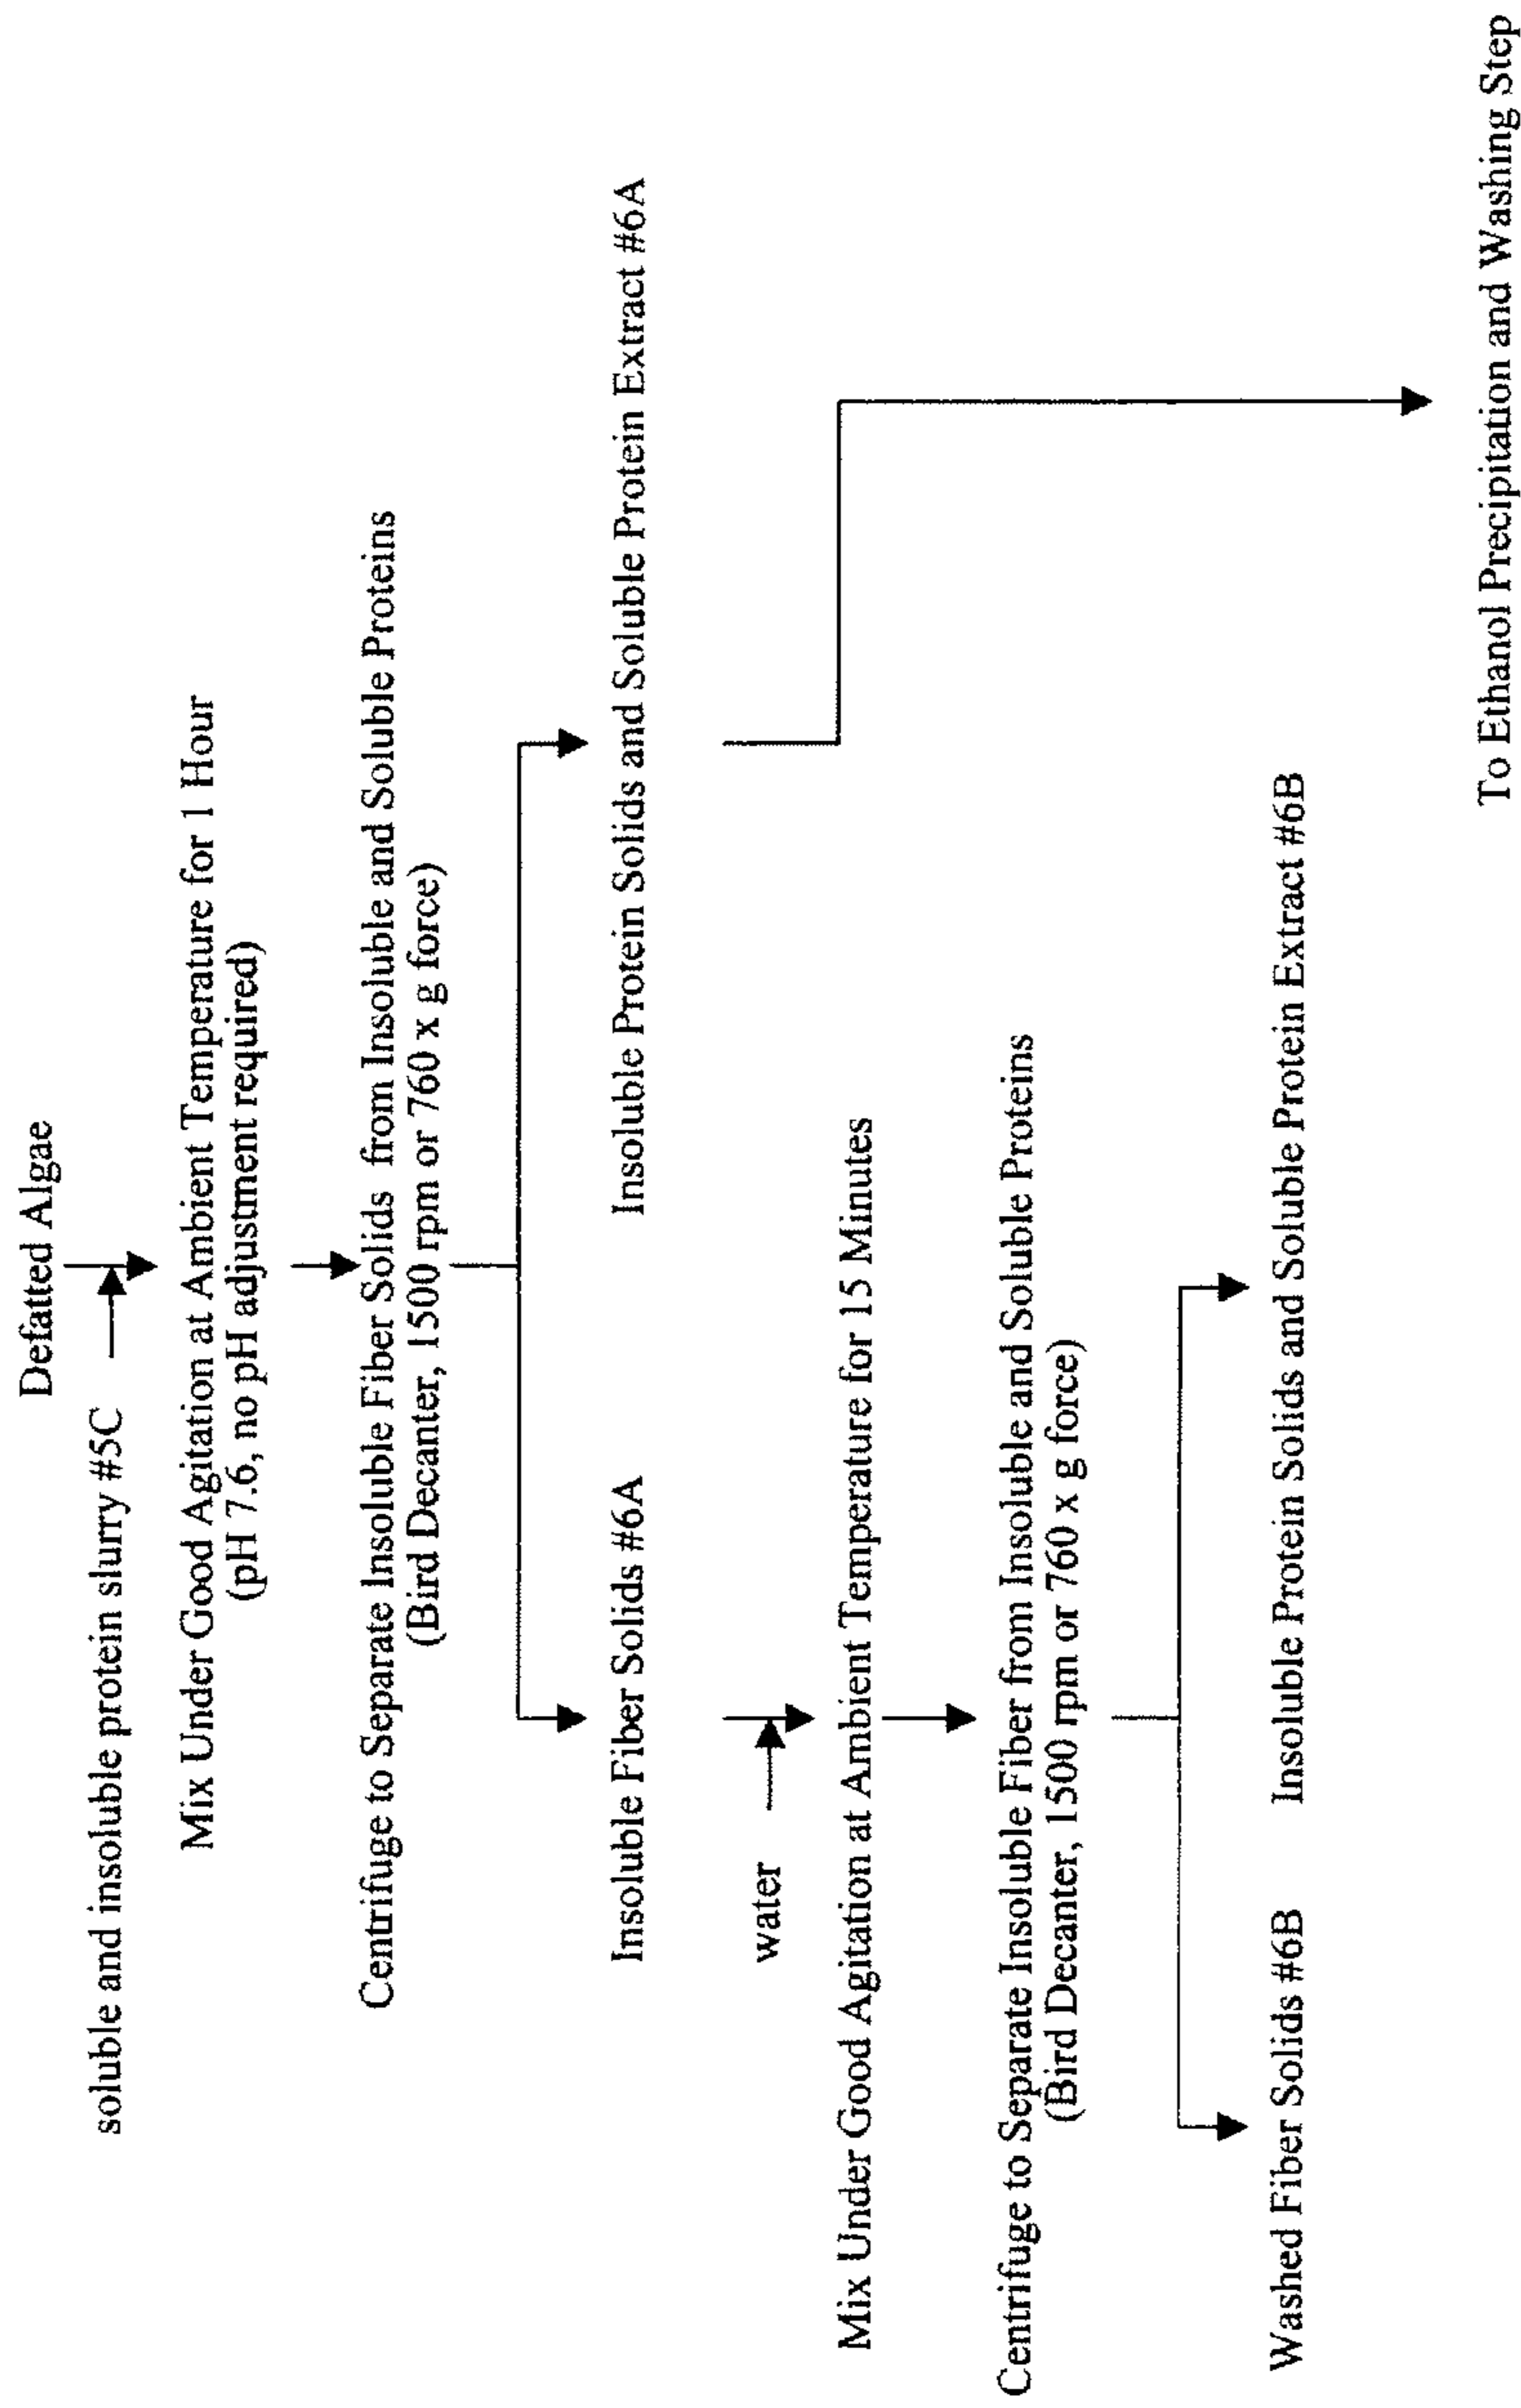 Defatted Algae
soluble and insoluble protein slurry #5C
Mix Under Good Agitation at Ambient Temperature for 1 Hour
(pH 7.6, no pH adjustment required)
Centrifuge to Separate Insoluble Fiber Solids from Insoluble and Soluble Proteins
(Bird Decanter, 1500 rpm or 760 x g force)
Insoluble Fiber Solids #6A
Insoluble Protein Solids and Soluble Protein Extract #6A
water
Mix Under Good Agitation at Ambient Temperature for 15 Minutes
Centrifuge to Separate Insoluble Fiber from Insoluble and Soluble Proteins
(Bird Decanter, 1500 rpm or 760 x g force)
Washed Fiber Solids #6B
Insoluble Protein Solids and Soluble Protein Extract #6B
To Ethanol Precipitation and Washing Step